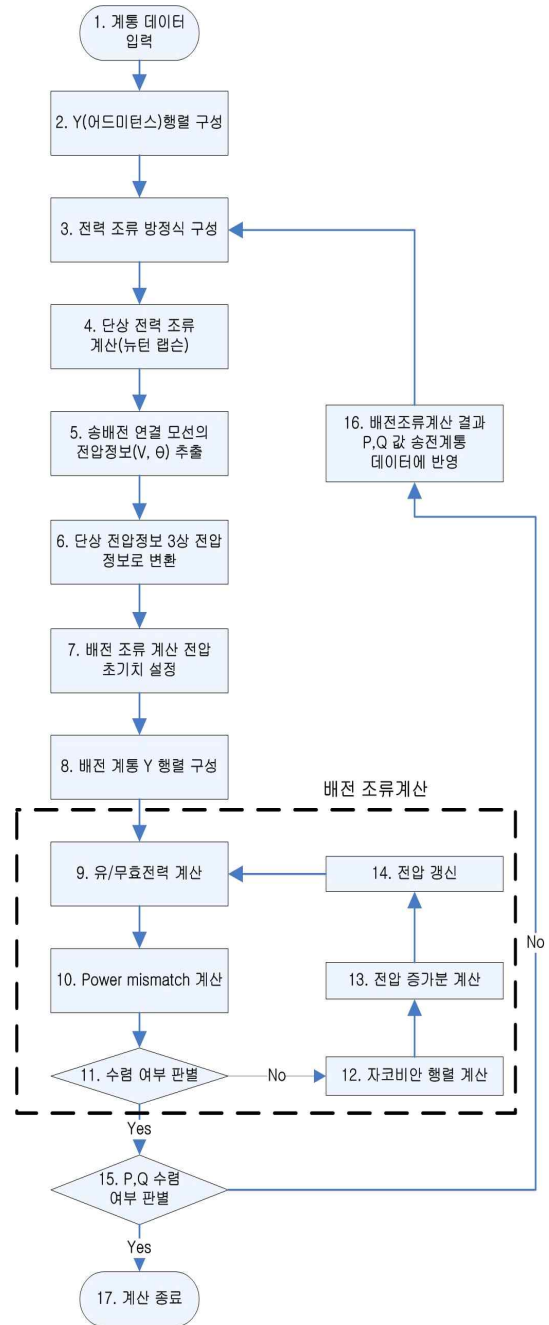 1. 계통 데이터
입력
2. Y(어드미턴스)행렬 구성
3. 전력 조류 방정식 구성
4. 단상 전력 조류
계산(뉴턴 랩슨)
5. 송배전 연결 모선의
전압정보(V, θ) 추출
6. 단상 전압정보 3상 전압
정보로 변환
7. 배전 조류 계산 전압
초기치 설정
8. 배전 계통 Y 행렬 구성
배전 조류계산
9. 유/무효전력 계산
10. Power mismatch 계산
11. 수렴 여부 판별
No
12. 자코비안 행렬 계산
13. 전압 증가분 계산
14. 전압 갱신
Yes
15. P,Q 수렴
여부 판별
No
16. 배전조류계산 결과
P,Q 값 송전계통
데이터에 반영
Yes
17. 계산 종료